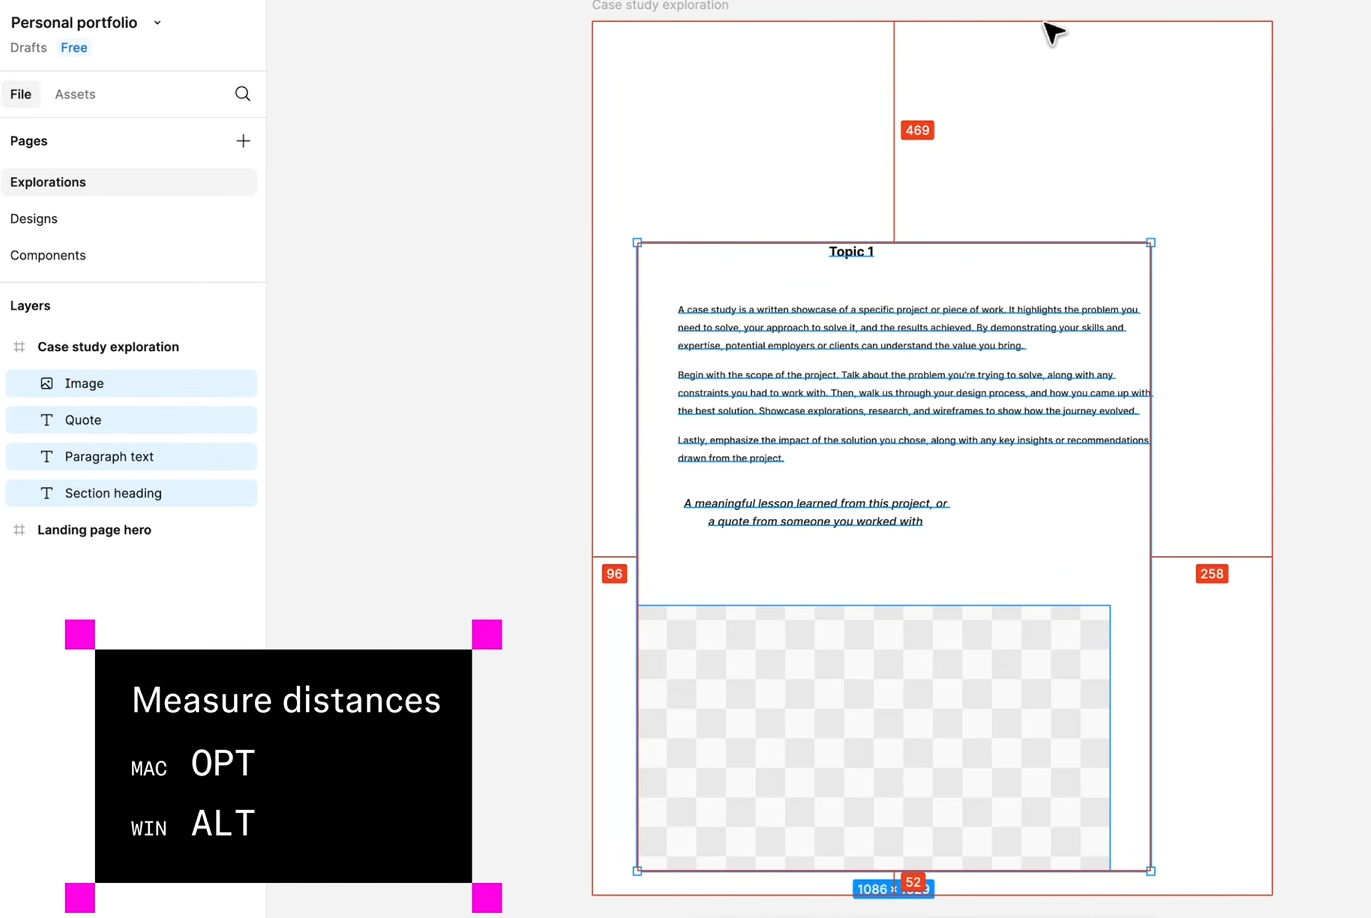 Personal portfolio
Drafts Free
File Assets
Pages
Explorations
Designs
Components
Layers
Case study exploration
Image
Quote
Paragraph text
Section heading
Landing page hero
Case study exploration
469
Topic 1
A case study is a written showcase of a specific project or piece of work. It highlights the problem you
need to solve, your approach to solve it, and the results achieved. By demonstrating your skills and
expertise, potential employers or clients can understand the value you bring.
Begin with the scope of the project. Talk about the problem you're trying to solve, along with any
constraints you had to work with. Then, walk us through your design process, and how you came up with
the best solution. Showcase explorations, research, and wireframes to show how the journey evolved.
Lastly, emphasize the impact of the solution you chose, along with any key insights or recommendations
drawn from the project.
A meaningful lesson learned from this project, or
a quote from someone you worked with
96
258
52
1086 ×
Measure distances
MAC OPT
WIN ALT